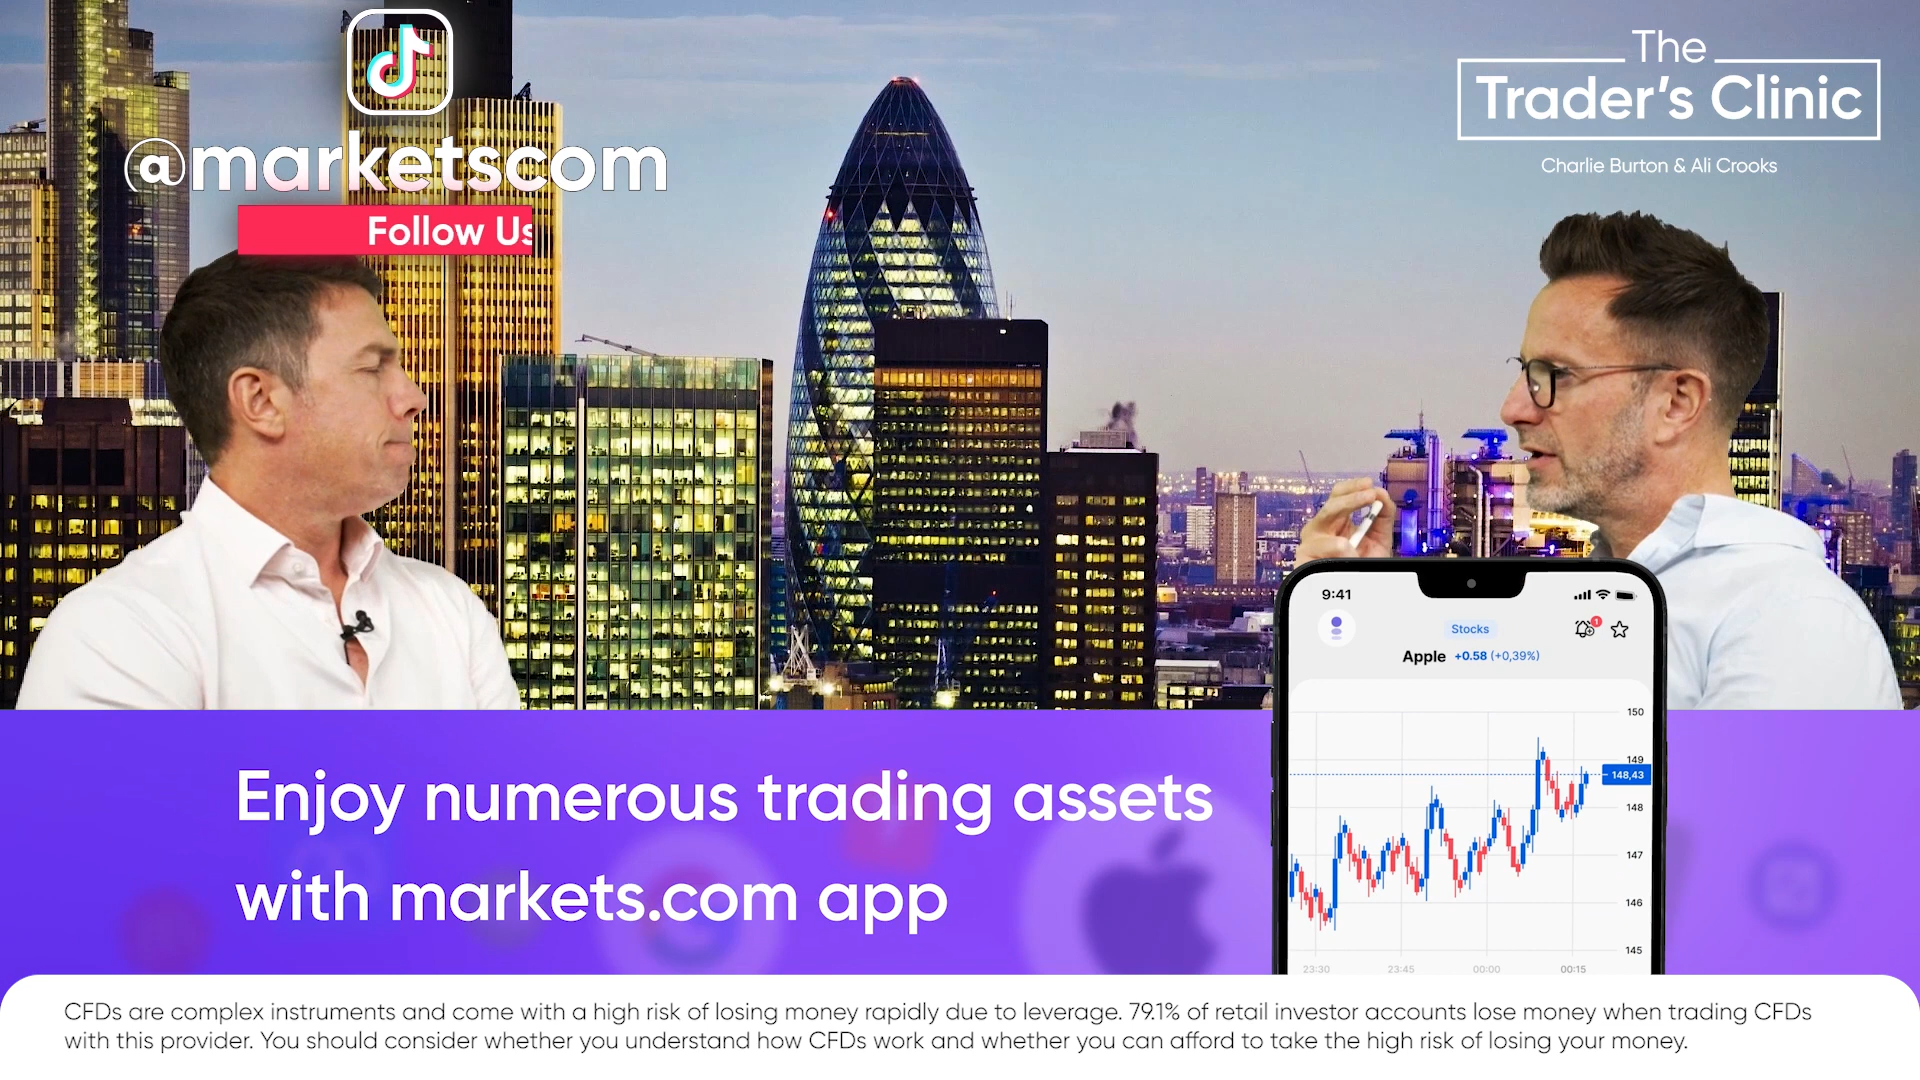 @marketscom
Follow Us
The
Trader's Clinic
Charlie Burton & Ali Crooks
9:41
Stocks
1
Apple +0.58 (+0,39%)
150
149
148,43
148
147
146
145
23:30 23:45 00:00 00:15
Enjoy numerous trading assets
with markets.com app
CFDs are complex instruments and come with a high risk of losing money rapidly due to leverage. 79.1% of retail investor accounts lose money when trading CFDs
with this provider. You should consider whether you understand how CFDs work and whether you can afford to take the high risk of losing your money.